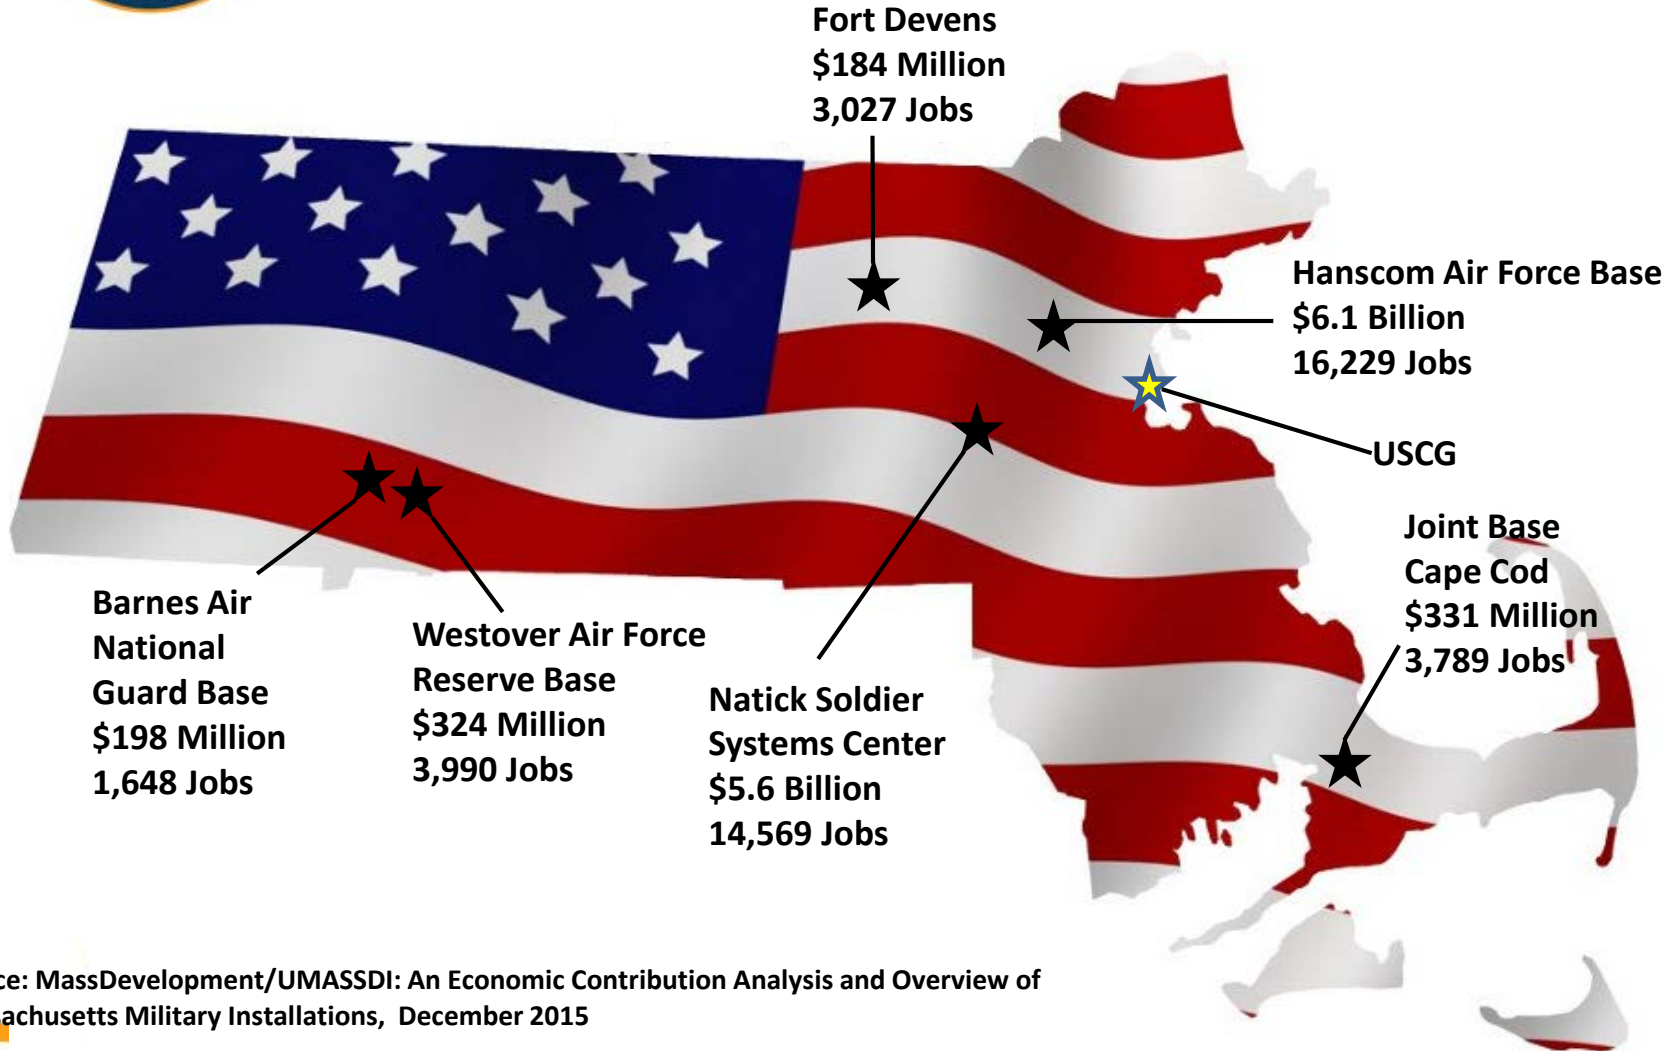 Fort Devens
$184 Million
3,027 Jobs
Hanscom Air Force Base
$6.1 Billion
16,229 Jobs
USCG
Joint Base
Cape Cod
$331 Million
3,789 Jobs
Barnes Air
National
Guard Base
$198 Million
1,648 Jobs
Westover Air Force
Reserve Base
$324 Million
3,990 Jobs
Natick Soldier
Systems Center
$5.6 Billion
14,569 Jobs
ce: MassDevelopment/UMASSDI: An Economic Contribution Analysis and Overview of
achusetts Military Installations, December 2015